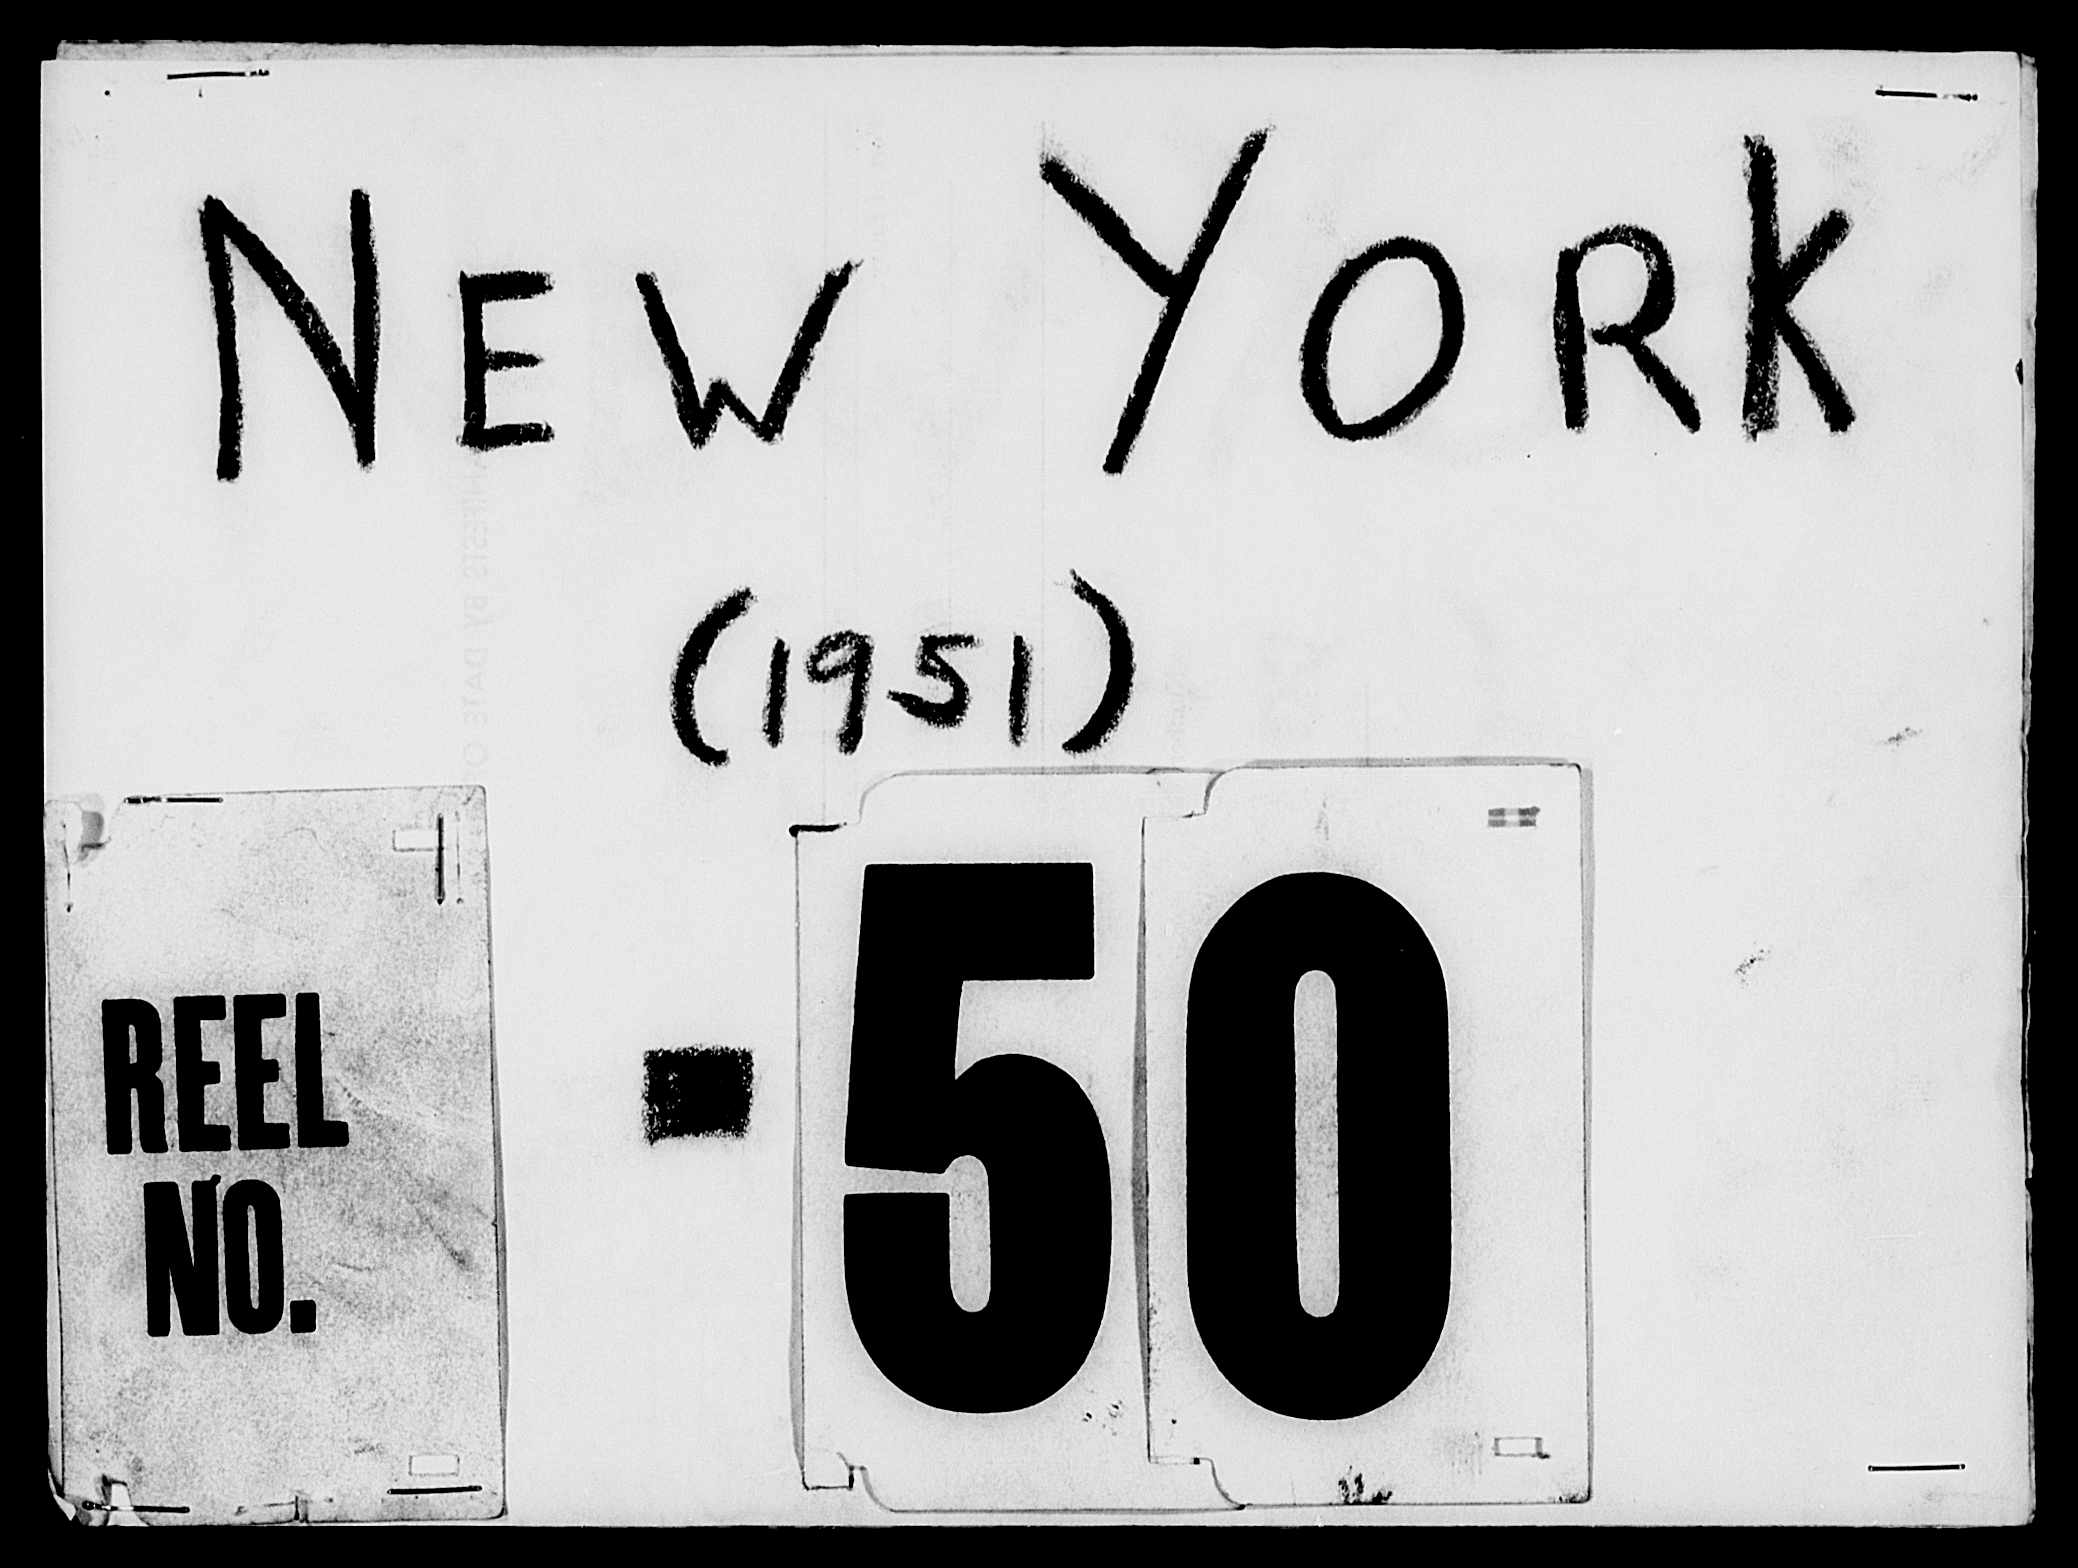 NEW YORK
(1951)
REEL
NO.
- 50